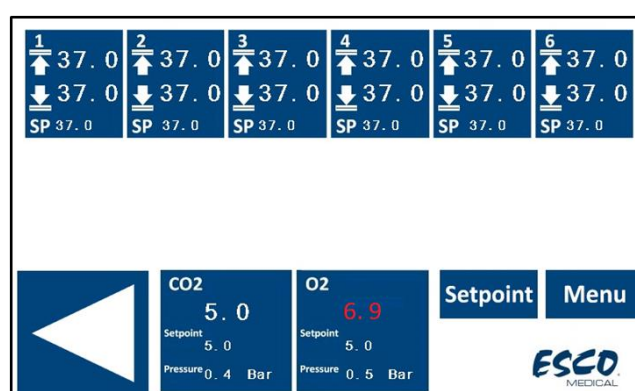 1 2 3 4 5 6
37.0 37.0 37.0 37.0 37.0 37.0
37.0 37.0 37.0 37.0 37.0 37.0
SP 37.0 SP 37.0 SP 37.0 SP 37.0 SP 37.0 SP 37.0
CO2
5.0
Setpoint
5.0
Pressure 0.4 Bar
O2
6.9
Setpoint
5.0
Pressure 0.5 Bar
Setpoint
Menu
ESCO
MEDICAL